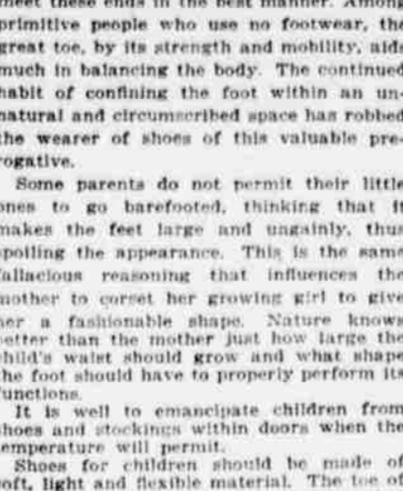 meet these ends in the best manner. Among
primitive people who use no footwear, the
great toe, by its strength and mobility, aids
much in balancing the body. The continued
habit of confining the foot within an un-
natural and circumscribed space has robbed
the wearer of shoes of this valuable pre-
rogative.
Some parents do not permit their little
ones to go barefooted, thinking that it
makes the feet large and ungainly, thus
spoiling the appearance. This is the same
fallacious reasoning that influences the
mother to corset her growing girl to give
her a fashionable shape. Nature knows
better than the mother just how large the
child's waist should grow and what shape
the foot should have to properly perform its
functions.
It is well to emancipate children from
shoes and stockings within doors when the
temperature will permit.
Shoes for children should be made of
soft, light and flexible material. The toe of